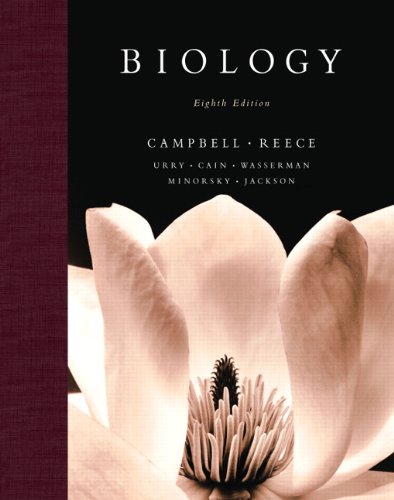 BIOLOGY
Eighth Edition
CAMPBELL · REECE
URRY · CAIN · WASSERMAN
MINORSKY · JACKSON